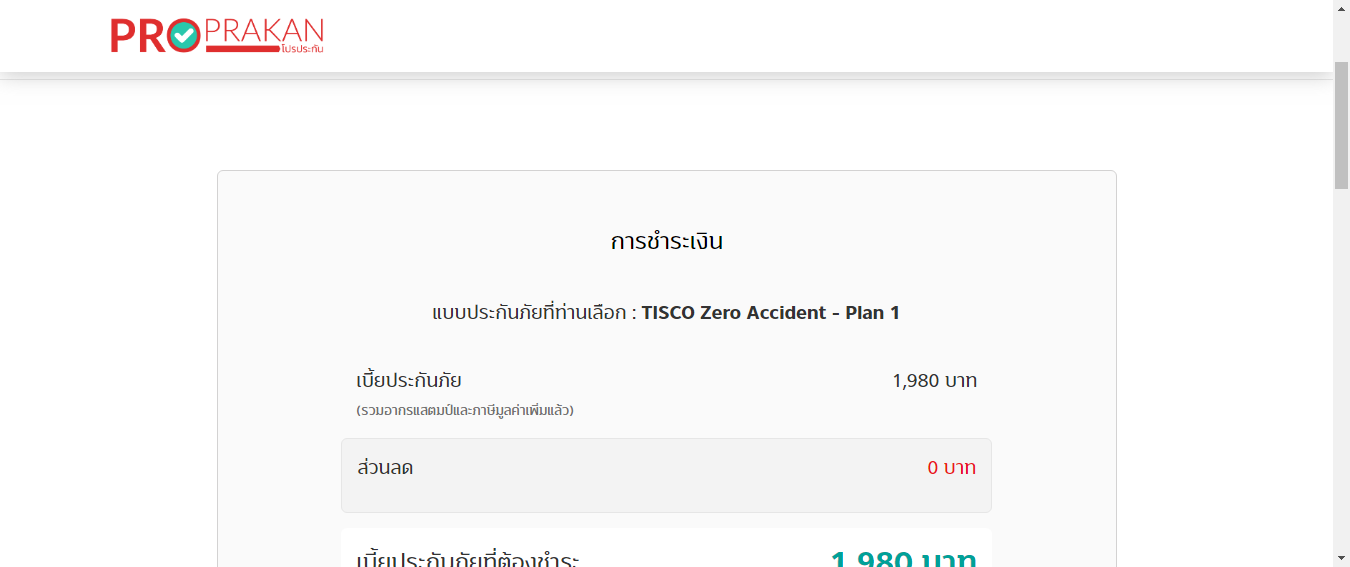 PROPRAKAN
โปรประกัน
การชำระเงิน
แบบประกันภัยที่ท่านเลือก : TISCO Zero Accident - Plan 1
เบี้ยประกันภัย 1,980 บาท
(รวมอากรแสตมป์และภาษีมูลค่าเพิ่มแล้ว)
ส่วนลด 0 บาท
เบี้ยประกันภัยที่ต้องชำระ 1,980 บาท